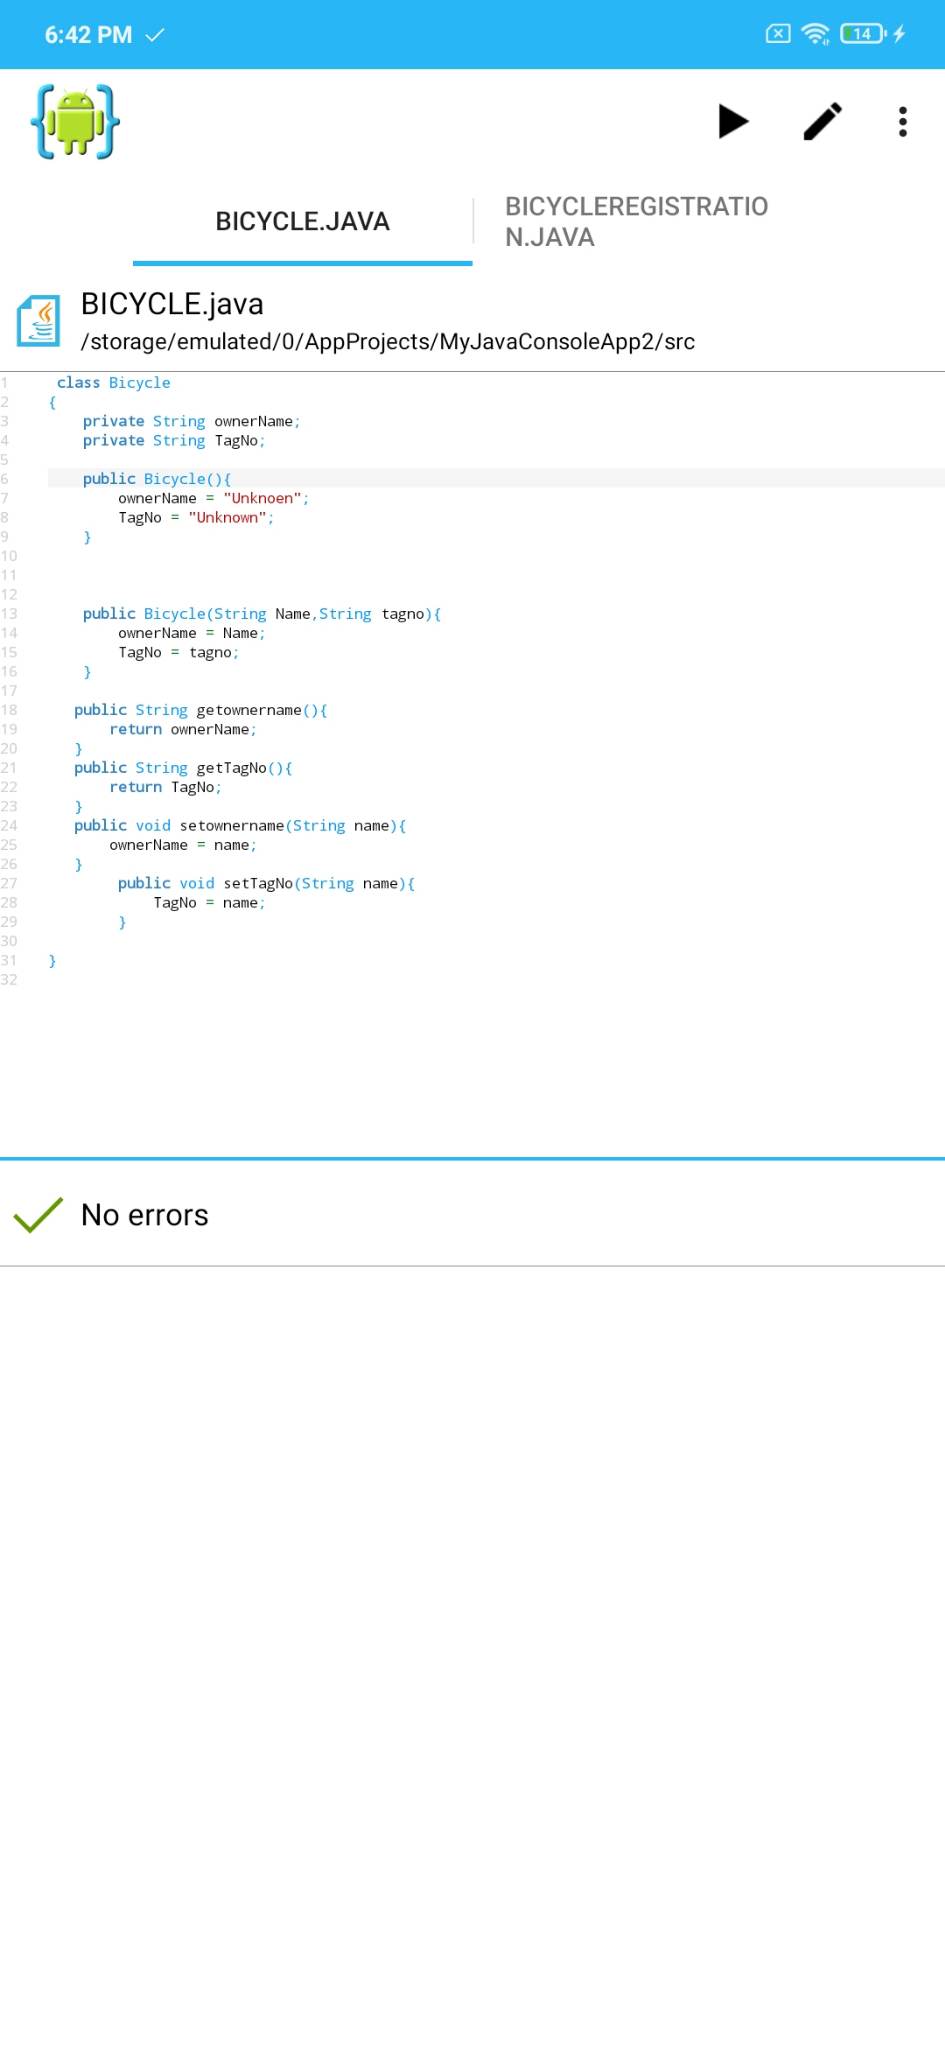 6:42 PM
14
BICYCLE.JAVA
BICYCLEREGISTRATIO
N.JAVA
BICYCLE.java
/storage/emulated/0/AppProjects/MyJavaConsoleApp2/src
1 class Bicycle
2 {
3 private String ownerName;
4 private String TagNo;
5
6 public Bicycle(){
7 ownerName = "Unknoen";
8 TagNo = "Unknown";
9 }
10
11
12
13 public Bicycle(String Name,String tagno){
14 ownerName = Name;
15 TagNo = tagno;
16 }
17
18 public String getownername(){
19 return ownerName;
20 }
21 public String getTagNo(){
22 return TagNo;
23 }
24 public void setownername(String name){
25 ownerName = name;
26 }
27 public void setTagNo(String name){
28 TagNo = name;
29 }
30
31 }
32
No errors